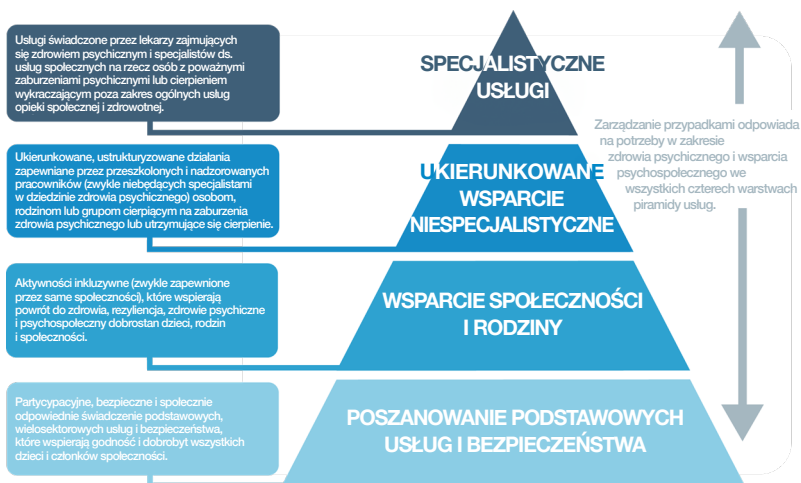 Usługi świadczone przez lekarzy zajmujących
się zdrowiem psychicznym i specjalistów ds.
usług społecznych na rzecz osób z poważnymi
zaburzeniami psychicznymi lub cierpieniem
wykraczającym poza zakres ogólnych usług
opieki społecznej i zdrowotnej.
SPECJALISTYCZNE
USŁUGI
Zarządzanie przypadkami odpowiada
na potrzeby w zakresie
zdrowia psychicznego i wsparcia
psychospołecznego we
wszystkich czterech warstwach
piramidy usług.
Ukierunkowane, ustrukturyzowane działania
zapewniane przez przeszkolonych i nadzorowanych
pracowników (zwykle niebędących specjalistami
w dziedzinie zdrowia psychicznego) osobom,
rodzinom lub grupom cierpiącym na zaburzenia
zdrowia psychicznego lub utrzymujące się cierpienie.
UKIERUNKOWANE
WSPARCIE
NIESPECJALISTYCZNE
Aktywności inkluzywne (zwykle zapewnione
przez same społeczności), które wspierają
powrót do zdrowia, rezyliencja, zdrowie psychiczne
i psychospołeczny dobrostan dzieci, rodzin
i społeczności.
WSPARCIE SPOŁECZNOŚCI
I RODZINY
Partycypacyjne, bezpieczne i społecznie
odpowiednie świadczenie podstawowych,
wielosektorowych usług i bezpieczeństwa,
które wspierają godność i dobrobyt wszystkich
dzieci i członków społeczności.
POSZANOWANIE PODSTAWOWYCH
USŁUG I BEZPIECZEŃSTWA